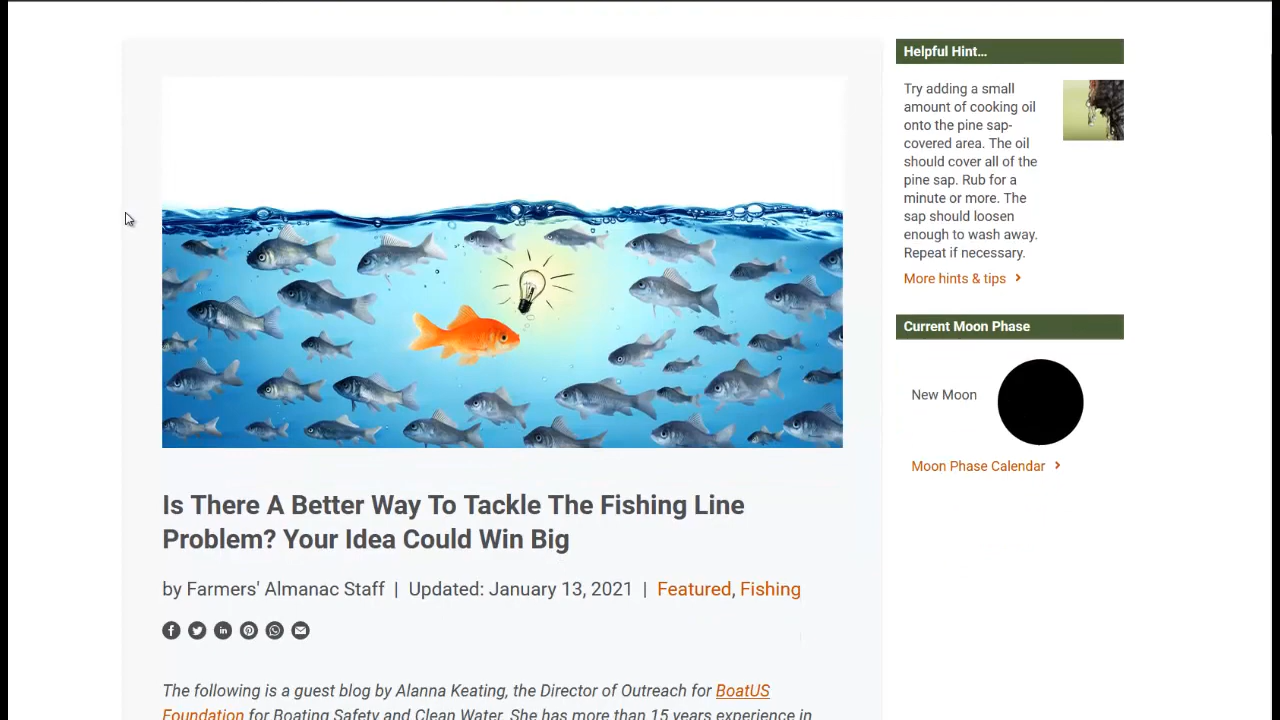 Helpful Hint...
Try adding a small
amount of cooking oil
onto the pine sap-
covered area. The oil
should cover all of the
pine sap. Rub for a
minute or more. The
sap should loosen
enough to wash away.
Repeat if necessary.
More hints & tips
Current Moon Phase
New Moon
Moon Phase Calendar
Is There A Better Way To Tackle The Fishing Line
Problem? Your Idea Could Win Big
by Farmers' Almanac Staff | Updated: January 13, 2021 | Featured, Fishing
The following is a guest blog by Alanna Keating, the Director of Outreach for BoatUS
Foundation for Boating Safety and Clean Water. She has more than 15 years experience in